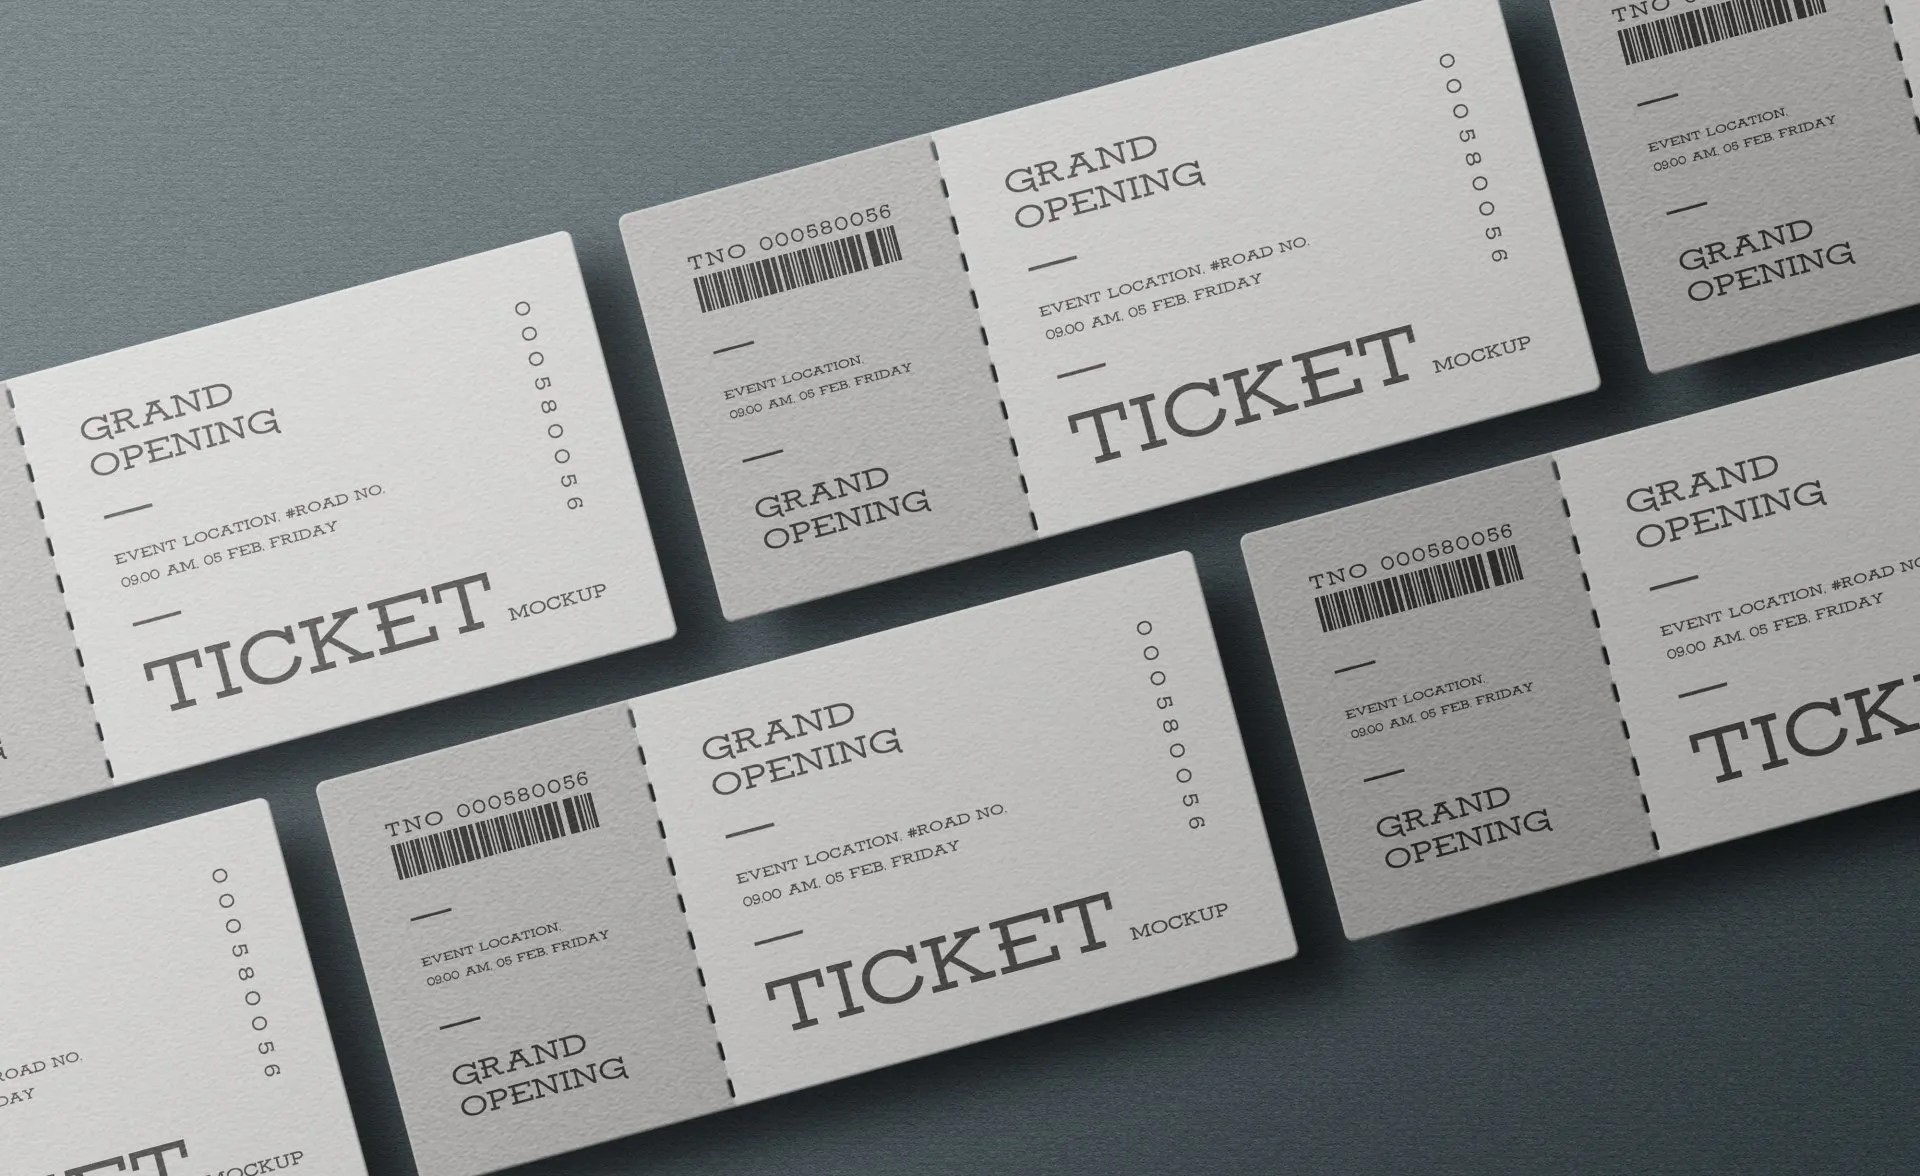 GRAND
OPENING
EVENT LOCATION, #ROAD NO.
09.00 AM, 05 FEB, FRIDAY
TICKET MOCKUP
000580056
TNO 000580056
EVENT LOCATION,
09.00 AM, 05 FEB, FRIDAY
GRAND
OPENING
GRAND
OPENING
EVENT LOCATION, #ROAD NO.
09.00 AM, 05 FEB, FRIDAY
TICKET MOCKUP
000580056
EVENT LOCATION,
09.00 AM, 05 FEB, FRIDAY
GRAND
OPENING
000580056
MOCKUP
TNO 000580056
EVENT LOCATION,
09.00 AM, 05 FEB, FRIDAY
GRAND
OPENING
GRAND
OPENING
EVENT LOCATION, #ROAD NO.
09.00 AM, 05 FEB, FRIDAY
TICKET MOCKUP
000580056
TNO 000580056
EVENT LOCATION,
09.00 AM, 05 FEB, FRIDAY
GRAND
OPENING
GRAND
OPENING
EVENT LOCATION, #ROAD
09.00 AM, 05 FEB, FRIDAY